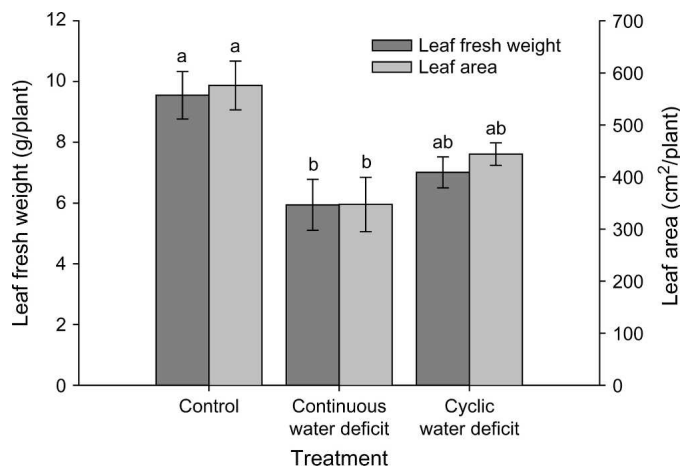 12
10
8
6
4
2
0
Leaf fresh weight (g/plant)
700
600
500
400
300
200
100
0
Leaf area (cm²/plant)
Leaf fresh weight
Leaf area
a
a
b
b
ab
ab
Control
Continuous
water deficit
Cyclic
water deficit
Treatment